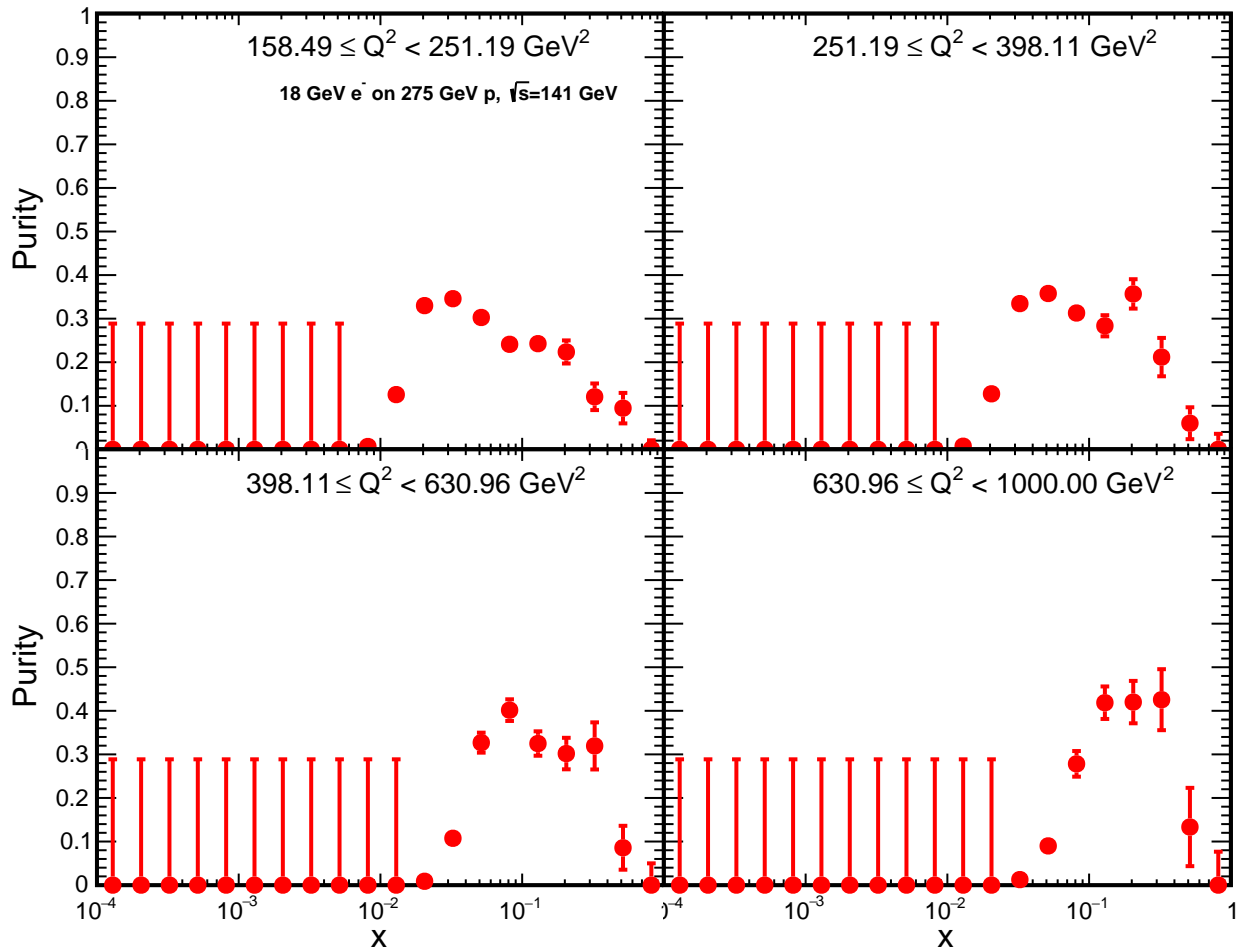 158.49 ≤ Q² < 251.19 GeV²
18 GeV e⁻ on 275 GeV p, √s=141 GeV
251.19 ≤ Q² < 398.11 GeV²
1
0.9
0.8
0.7
0.6
0.5
0.4
0.3
0.2
0.1
0
Purity
398.11 ≤ Q² < 630.96 GeV²
630.96 ≤ Q² < 1000.00 GeV²
0.9
0.8
0.7
0.6
0.5
0.4
0.3
0.2
0.1
0
Purity
10⁻⁴ 10⁻³ 10⁻² 10⁻¹
x
10⁻³ 10⁻² 10⁻¹ 1
x